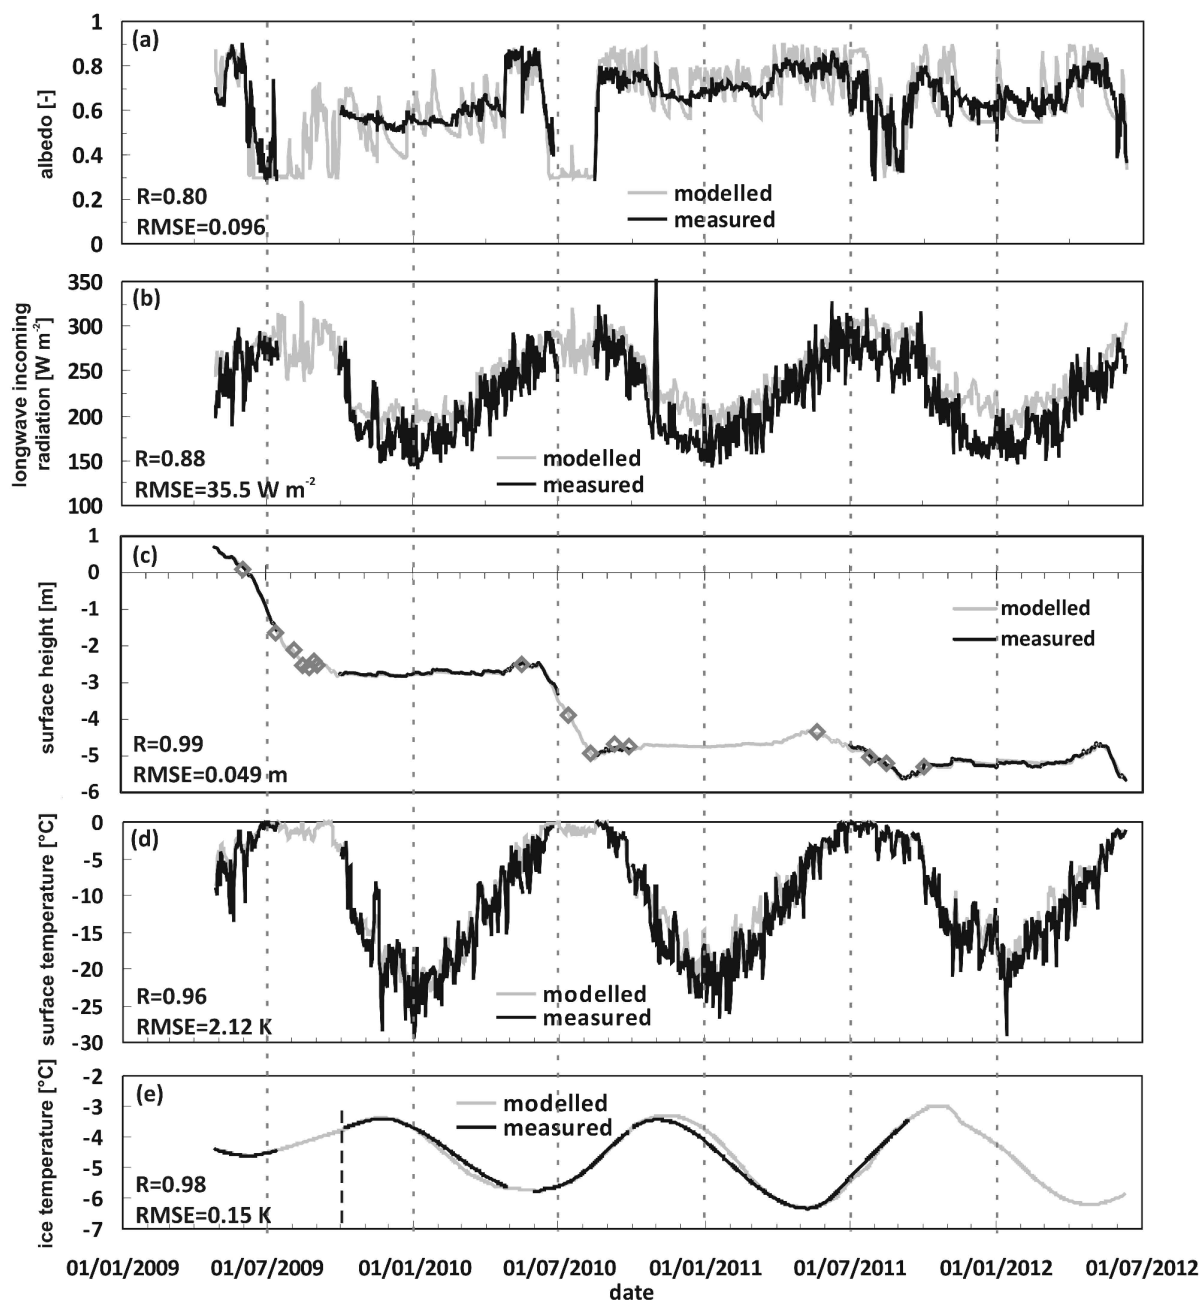 (a)
albedo [-]
1
0.8
0.6
0.4
0.2
0
R=0.80
RMSE=0.096
modelled
measured
(b)
longwave incoming
radiation [W m-2]
350
300
250
200
150
100
R=0.88
RMSE=35.5 W m-2
modelled
measured
(c)
surface height [m]
1
0
-1
-2
-3
-4
-5
-6
R=0.99
RMSE=0.049 m
modelled
measured
(d)
surface temperature [°C]
0
-5
-10
-15
-20
-25
-30
R=0.96
RMSE=2.12 K
modelled
measured
(e)
ice temperature [°C]
-2
-3
-4
-5
-6
-7
R=0.98
RMSE=0.15 K
modelled
measured
01/01/2009 01/07/2009 01/01/2010 01/07/2010 01/01/2011 01/07/2011 01/01/2012 01/07/2012
date